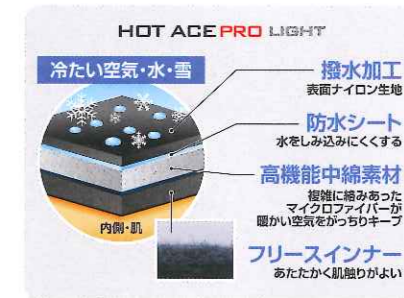 HOT ACE PRO LIGHT
冷たい空気・水・雪
撥水加工
表面ナイロン生地
防水シート
水をしみ込みにくくする
高機能中綿素材
複雑に絡みあった
マイクロファイバーが
暖かい空気をがっちりキープ
内側・肌
フリースインナー
あたたかく肌触りがよい